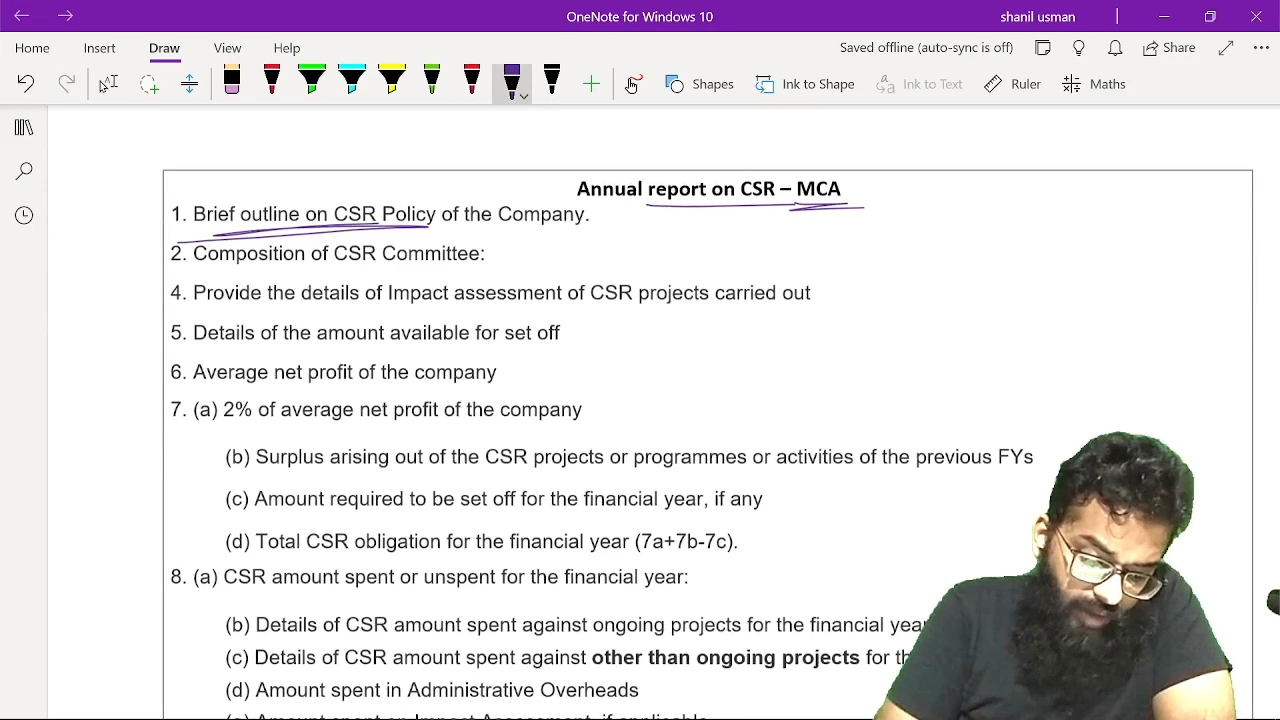 OneNote for Windows 10
shanil usman
Home Insert Draw View Help
Saved offline (auto-sync is off)
Share
Shapes
Ink to Shape
Ink to Text
Ruler
Maths
Annual report on CSR – MCA
1. Brief outline on CSR Policy of the Company.
2. Composition of CSR Committee:
4. Provide the details of Impact assessment of CSR projects carried out
5. Details of the amount available for set off
6. Average net profit of the company
7. (a) 2% of average net profit of the company
(b) Surplus arising out of the CSR projects or programmes or activities of the previous FYs
(c) Amount required to be set off for the financial year, if any
(d) Total CSR obligation for the financial year (7a+7b-7c).
8. (a) CSR amount spent or unspent for the financial year:
(b) Details of CSR amount spent against ongoing projects for the financial
(c) Details of CSR amount spent against other than ongoing projects for
(d) Amount spent in Administrative Overheads